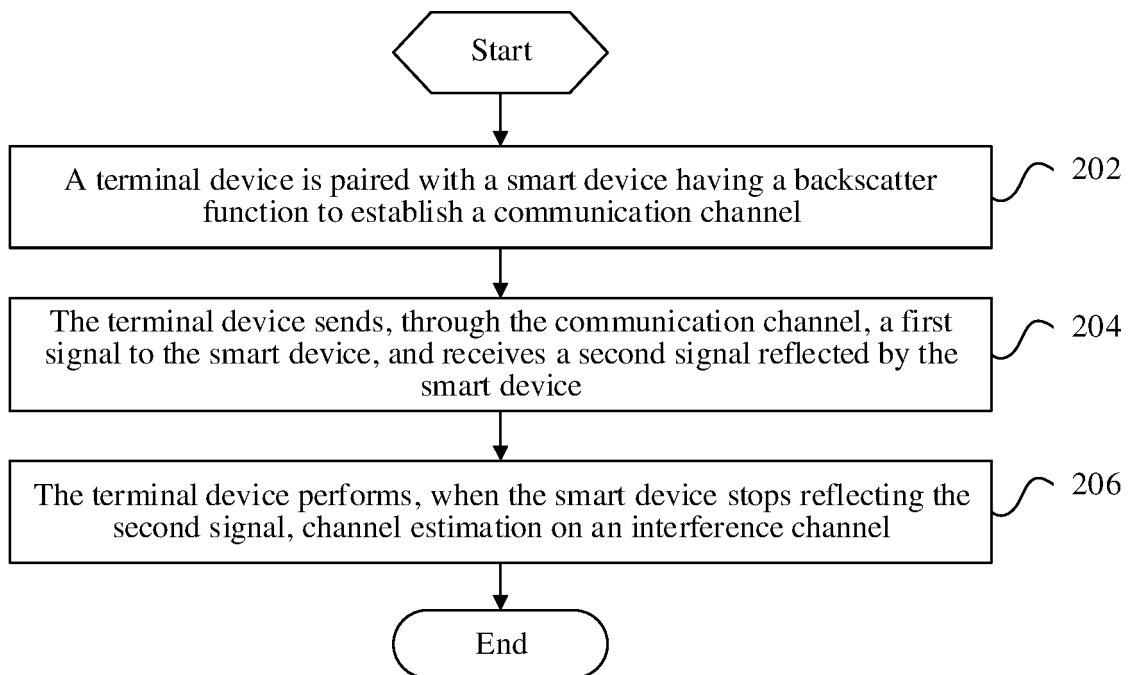 Start
A terminal device is paired with a smart device having a backscatter
function to establish a communication channel
202
The terminal device sends, through the communication channel, a first
signal to the smart device, and receives a second signal reflected by the
smart device
204
The terminal device performs, when the smart device stops reflecting the
second signal, channel estimation on an interference channel
206
End